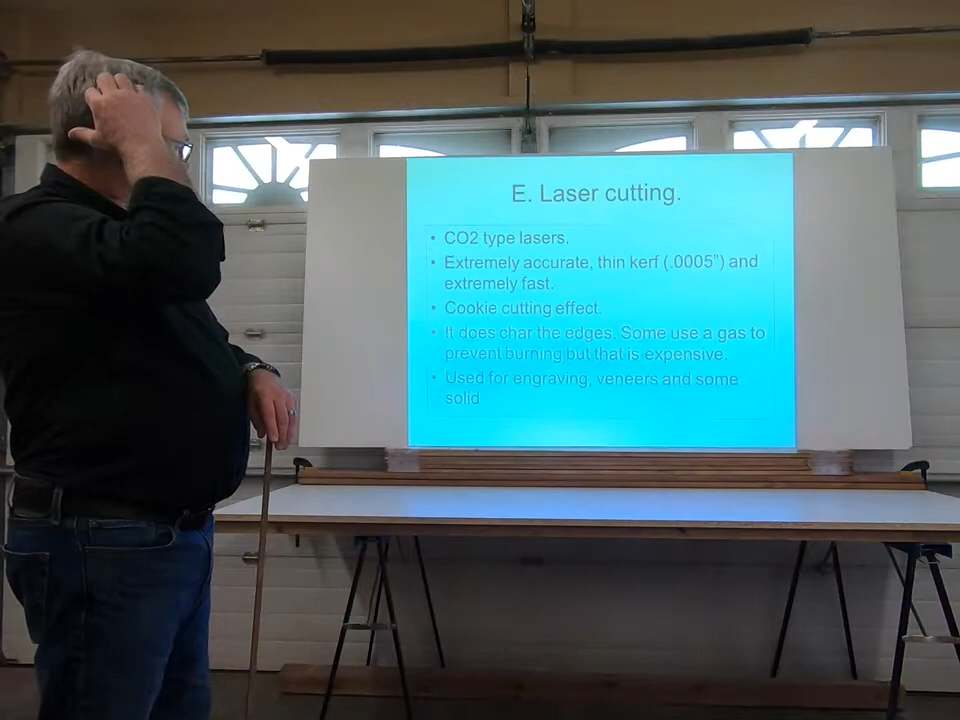 E. Laser cutting.
• CO2 type lasers.
• Extremely accurate, thin kerf (.0005") and
extremely fast.
• Cookie cutting effect.
• It does char the edges. Some use a gas to
prevent burning but that is expensive.
• Used for engraving, veneers and some
solid